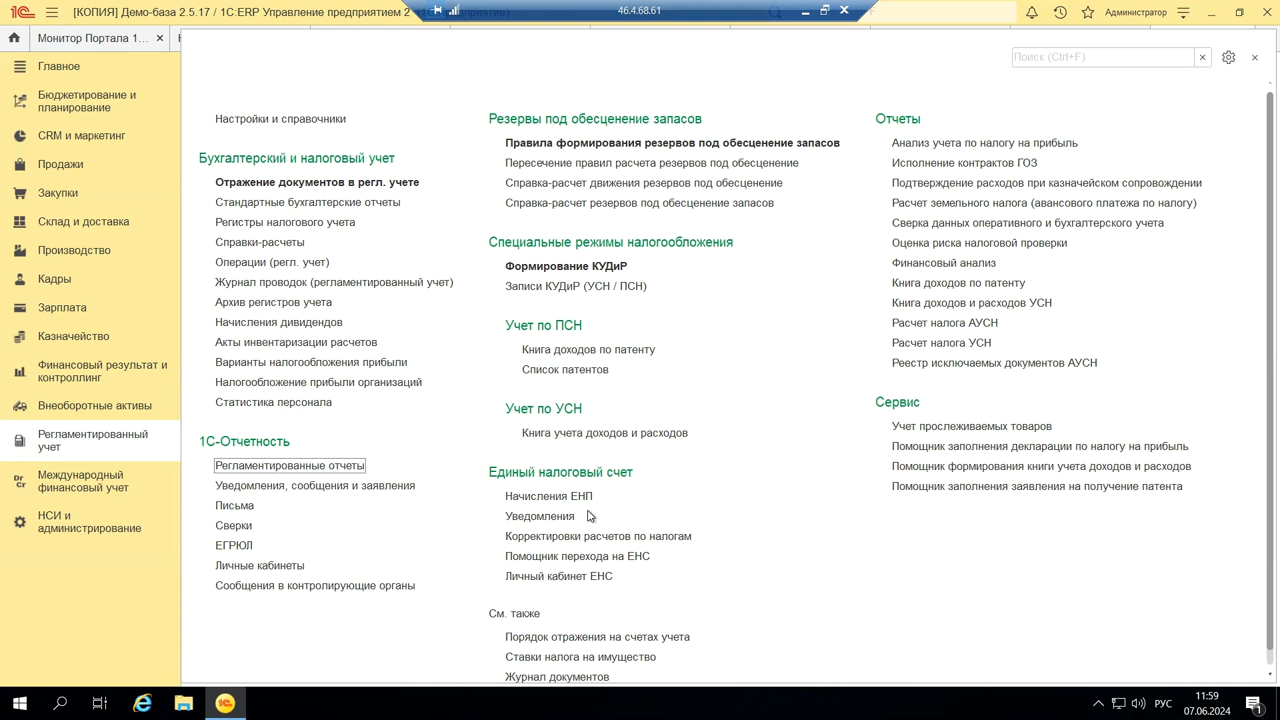 [КОПИЯ] Демо-база 2.5.17 / 1С:ERP Управление предприятием 2
46.4.68.61
Администратор
Монитор Портала 1...
Поиск (Ctrl+F)
Главное
Бюджетирование и
планирование
CRM и маркетинг
Продажи
Закупки
Склад и доставка
Производство
Кадры
Зарплата
Казначейство
Финансовый результат и
контроллинг
Внеоборотные активы
Регламентированный
учет
Международный
финансовый учет
НСИ и
администрирование
Настройки и справочники
Бухгалтерский и налоговый учет
Отражение документов в регл. учете
Стандартные бухгалтерские отчеты
Регистры налогового учета
Справки-расчеты
Операции (регл. учет)
Журнал проводок (регламентированный учет)
Архив регистров учета
Начисления дивидендов
Акты инвентаризации расчетов
Варианты налогообложения прибыли
Налогообложение прибыли организаций
Статистика персонала
1С-Отчетность
Регламентированные отчеты
Уведомления, сообщения и заявления
Письма
Сверки
ЕГРЮЛ
Личные кабинеты
Сообщения в контролирующие органы
Резервы под обесценение запасов
Правила формирования резервов под обесценение запасов
Пересечение правил расчета резервов под обесценение
Справка-расчет движения резервов под обесценение
Справка-расчет резервов под обесценение запасов
Специальные режимы налогообложения
Формирование КУДиР
Записи КУДиР (УСН / ПСН)
Учет по ПСН
Книга доходов по патенту
Список патентов
Учет по УСН
Книга учета доходов и расходов
Единый налоговый счет
Начисления ЕНП
Уведомления
Корректировки расчетов по налогам
Помощник перехода на ЕНС
Личный кабинет ЕНС
См. также
Порядок отражения на счетах учета
Ставки налога на имущество
Журнал документов
Отчеты
Анализ учета по налогу на прибыль
Исполнение контрактов ГОЗ
Подтверждение расходов при казначейском сопровождении
Расчет земельного налога (авансового платежа по налогу)
Сверка данных оперативного и бухгалтерского учета
Оценка риска налоговой проверки
Финансовый анализ
Книга доходов по патенту
Книга доходов и расходов УСН
Расчет налога АУСН
Расчет налога УСН
Реестр исключаемых документов АУСН
Сервис
Учет прослеживаемых товаров
Помощник заполнения декларации по налогу на прибыль
Помощник формирования книги учета доходов и расходов
Помощник заполнения заявления на получение патента
РУС
11:59
07.06.2024
1